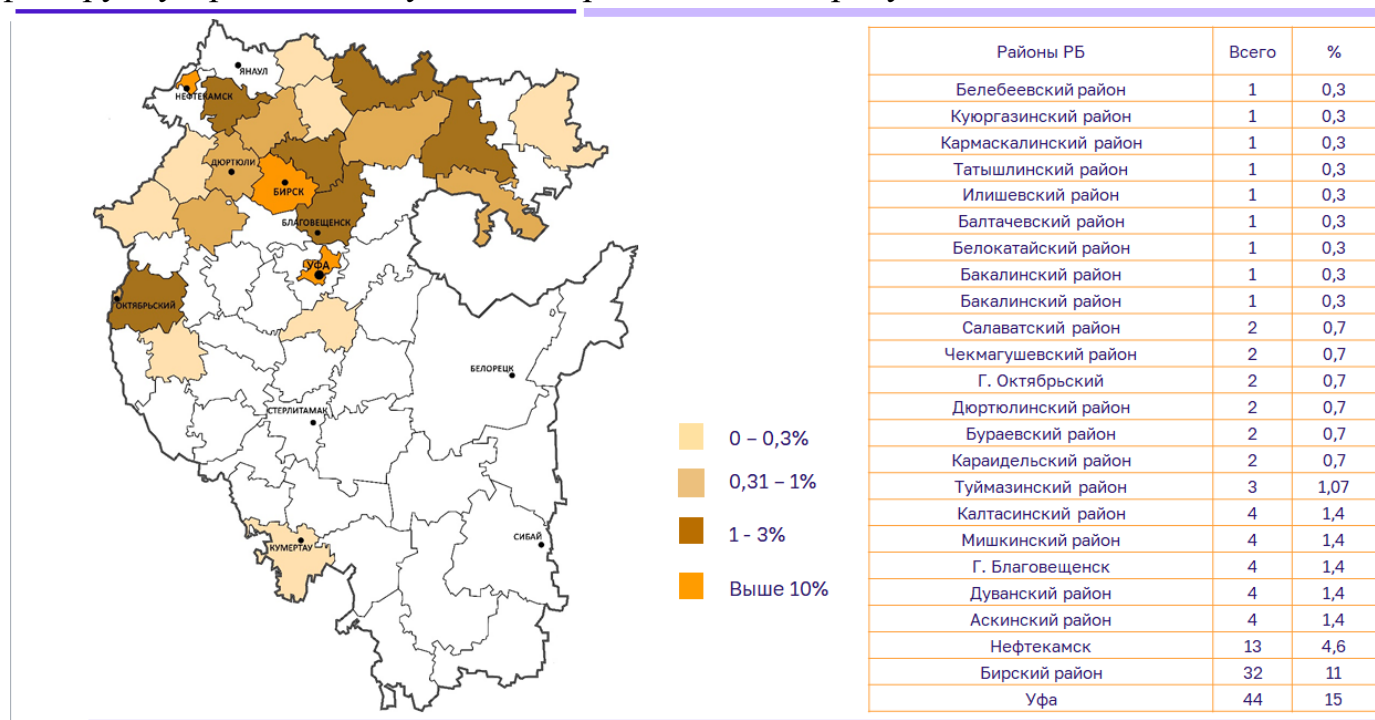 ЯНАУЛ
НЕФТЕКАМСК
ДЮРТЮЛИ
БИРСК
БЛАГОВЕЩЕНСК
УФА
ОКТЯБРЬСКИЙ
БЕЛОРЕЦК
СТЕРЛИТАМАК
КУМЕРТАУ
СИБАЙ
0 – 0,3%
0,31 – 1%
1 - 3%
Выше 10%
Районы РБ Всего %
Белебеевский район 1 0,3
Куюргазинский район 1 0,3
Кармаскалинский район 1 0,3
Татышлинский район 1 0,3
Илишевский район 1 0,3
Балтачевский район 1 0,3
Белокатайский район 1 0,3
Бакалинский район 1 0,3
Бакалинский район 1 0,3
Салаватский район 2 0,7
Чекмагушевский район 2 0,7
Г. Октябрьский 2 0,7
Дюртюлинский район 2 0,7
Бураевский район 2 0,7
Караидельский район 2 0,7
Туймазинский район 3 1,07
Калтасинский район 4 1,4
Мишкинский район 4 1,4
Г. Благовещенск 4 1,4
Дуванский район 4 1,4
Аскинский район 4 1,4
Нефтекамск 13 4,6
Бирский район 32 11
Уфа 44 15